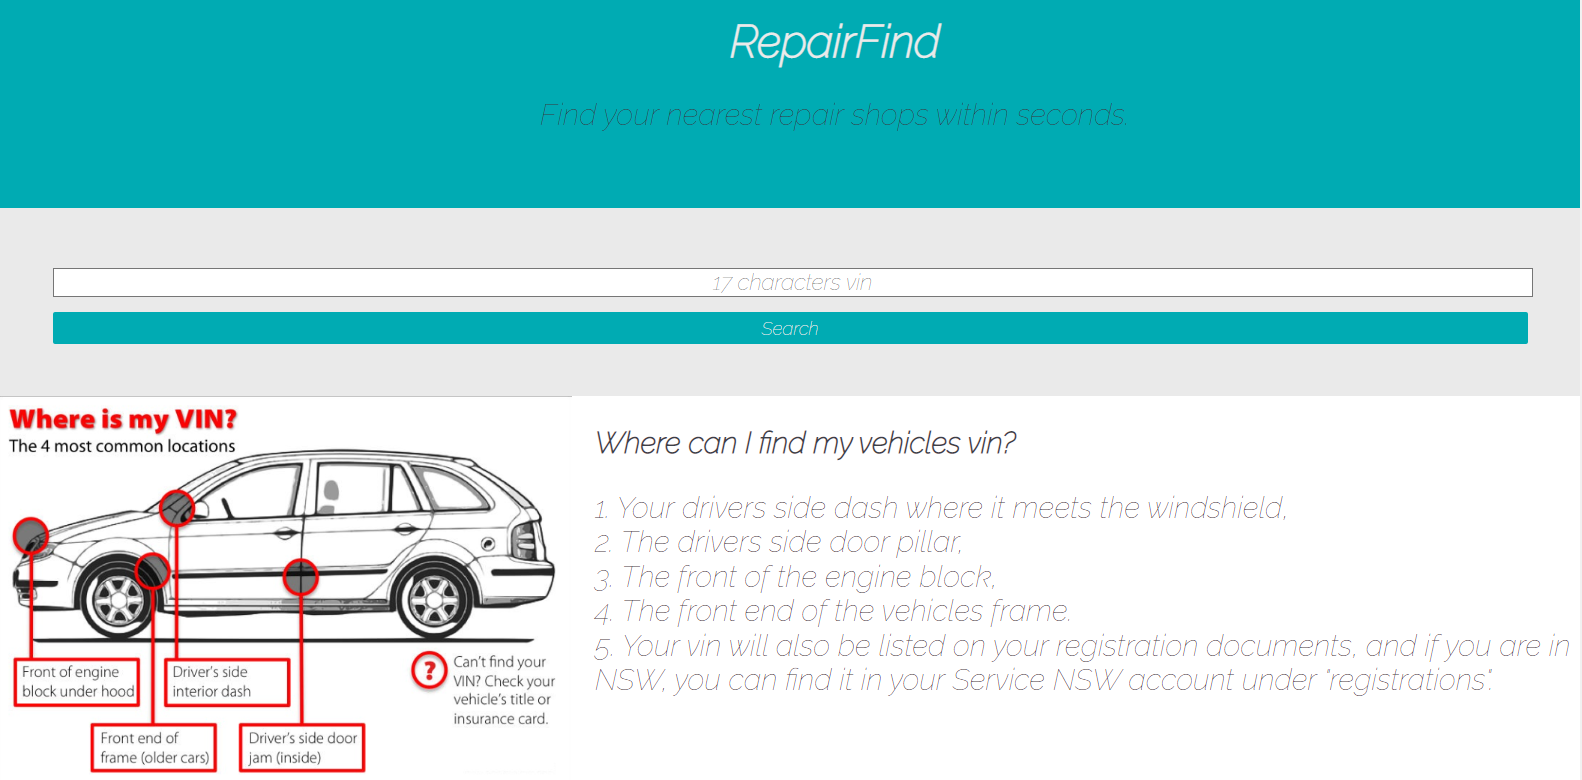 RepairFind
Find your nearest repair shops within seconds.
17 characters vin
Search
Where is my VIN?
The 4 most common locations
Front of engine
block under hood
Driver's side
interior dash
Front end of
frame (older cars)
Driver's side door
jam (inside)
?
Can't find your
VIN? Check your
vehicle's title or
insurance card.
Where can I find my vehicles vin?
1. Your drivers side dash where it meets the windshield,
2. The drivers side door pillar,
3. The front of the engine block,
4. The front end of the vehicles frame.
5. Your vin will also be listed on your registration documents, and if you are in
NSW, you can find it in your Service NSW account under "registrations".